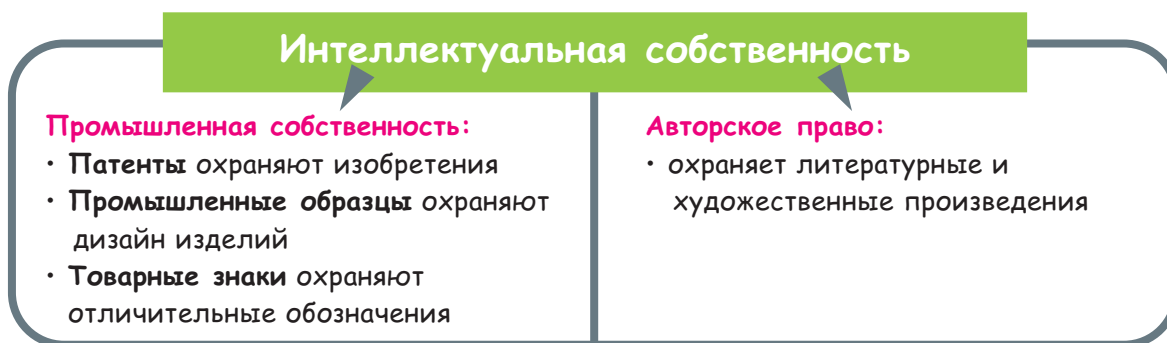 Интеллектуальная собственность
Промышленная собственность:
• Патенты охраняют изобретения
• Промышленные образцы охраняют
дизайн изделий
• Товарные знаки охраняют
отличительные обозначения
Авторское право:
• охраняет литературные и
художественные произведения